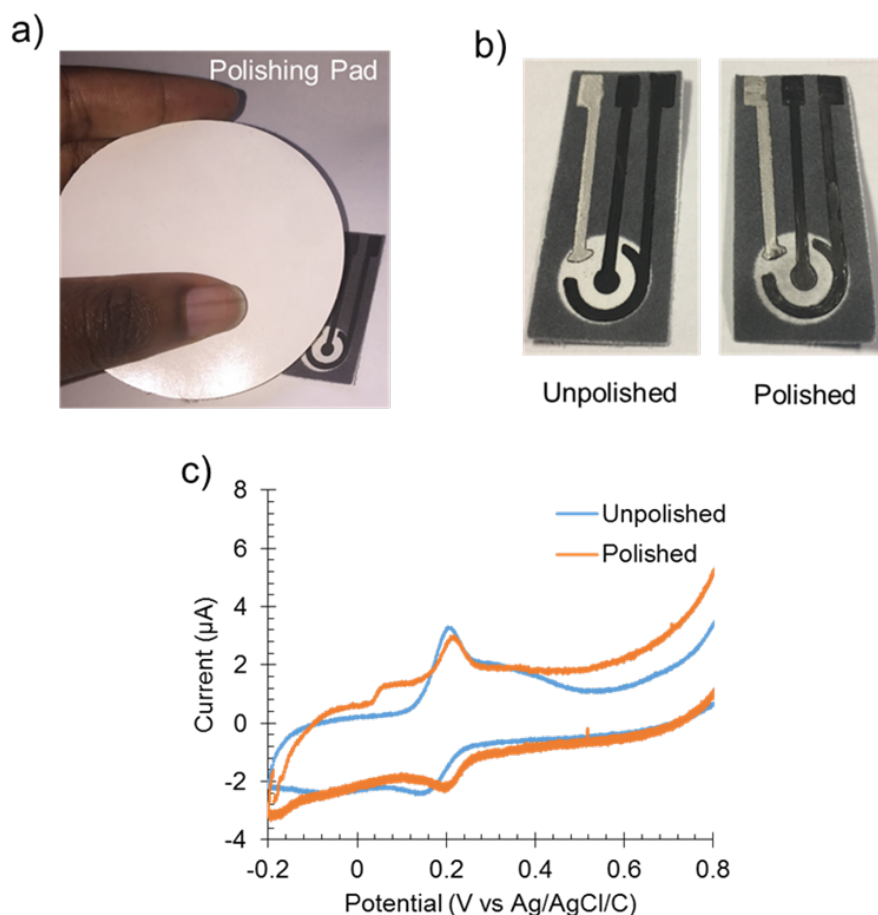 a)
Polishing Pad
b)
Unpolished
Polished
c)
Unpolished
Polished
8
6
4
2
0
-2
-4
Current (µA)
-0.2 0 0.2 0.4 0.6 0.8
Potential (V vs Ag/AgCl/C)